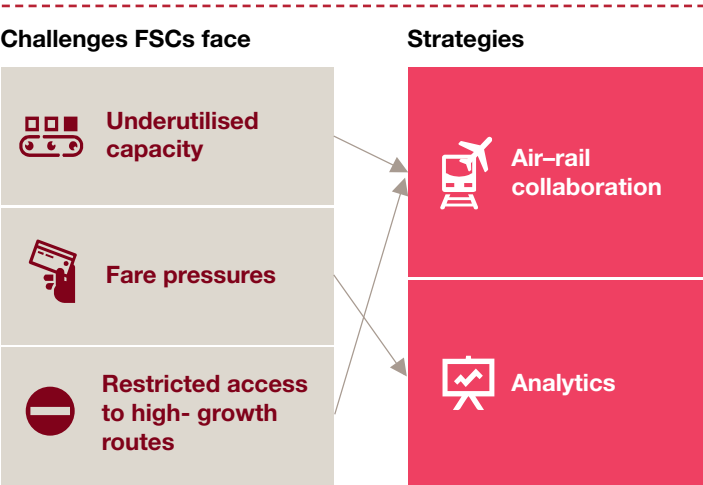 Challenges FSCs face
Strategies
Underutilised
capacity
Fare pressures
Restricted access
to high- growth
routes
Air–rail
collaboration
Analytics